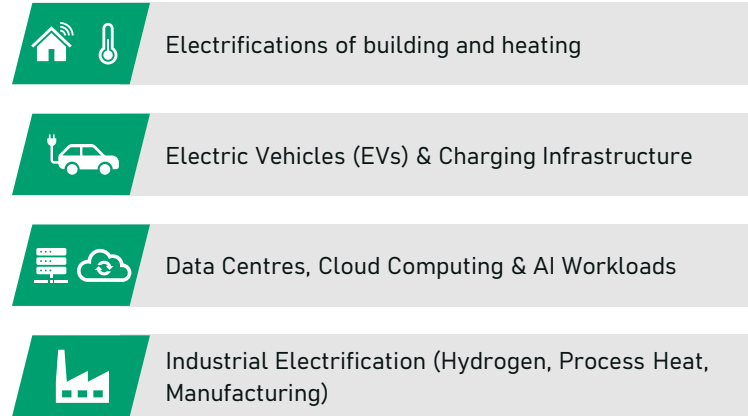 Electrifications of building and heating
Electric Vehicles (EVs) & Charging Infrastructure
Data Centres, Cloud Computing & AI Workloads
Industrial Electrification (Hydrogen, Process Heat,
Manufacturing)